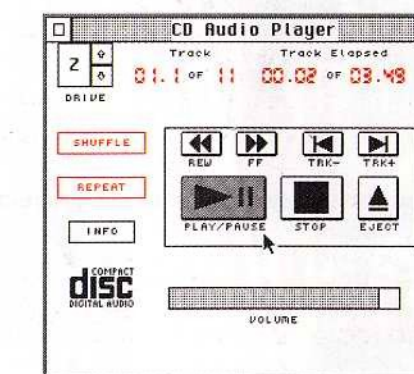 CD Audio Player
Track Track Elapsed
2 01.1 OF 11 00.02 OF 03.49
DRIVE
SHUFFLE
REW FF TRK- TRK+
REPEAT
PLAY/PAUSE STOP EJECT
INFO
COMPACT
disc
DIGITAL AUDIO
VOLUME